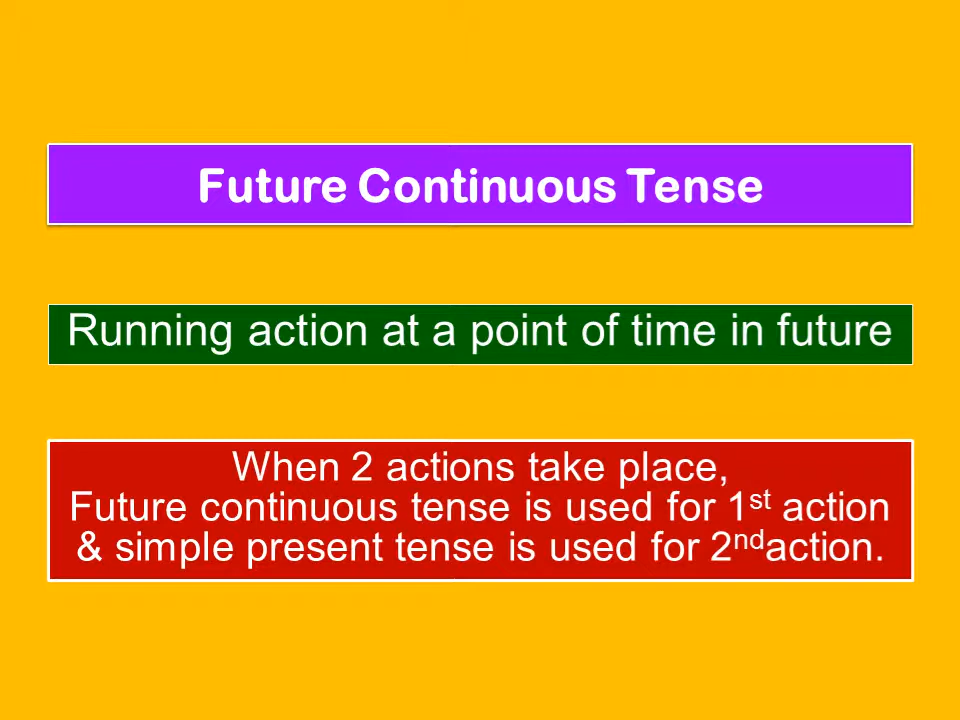 Future Continuous Tense
Running action at a point of time in future
When 2 actions take place,
Future continuous tense is used for 1st action
& simple present tense is used for 2ndaction.